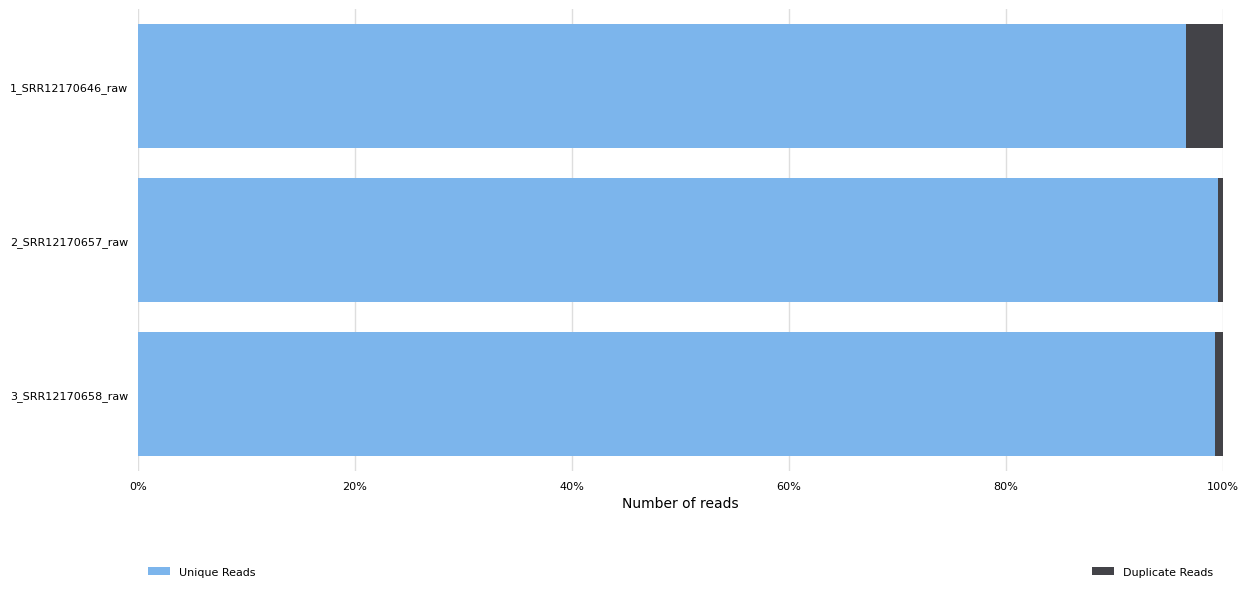 1_SRR12170646_raw
2_SRR12170657_raw
3_SRR12170658_raw
0% 20% 40% 60% 80% 100%
Number of reads
Unique Reads Duplicate Reads